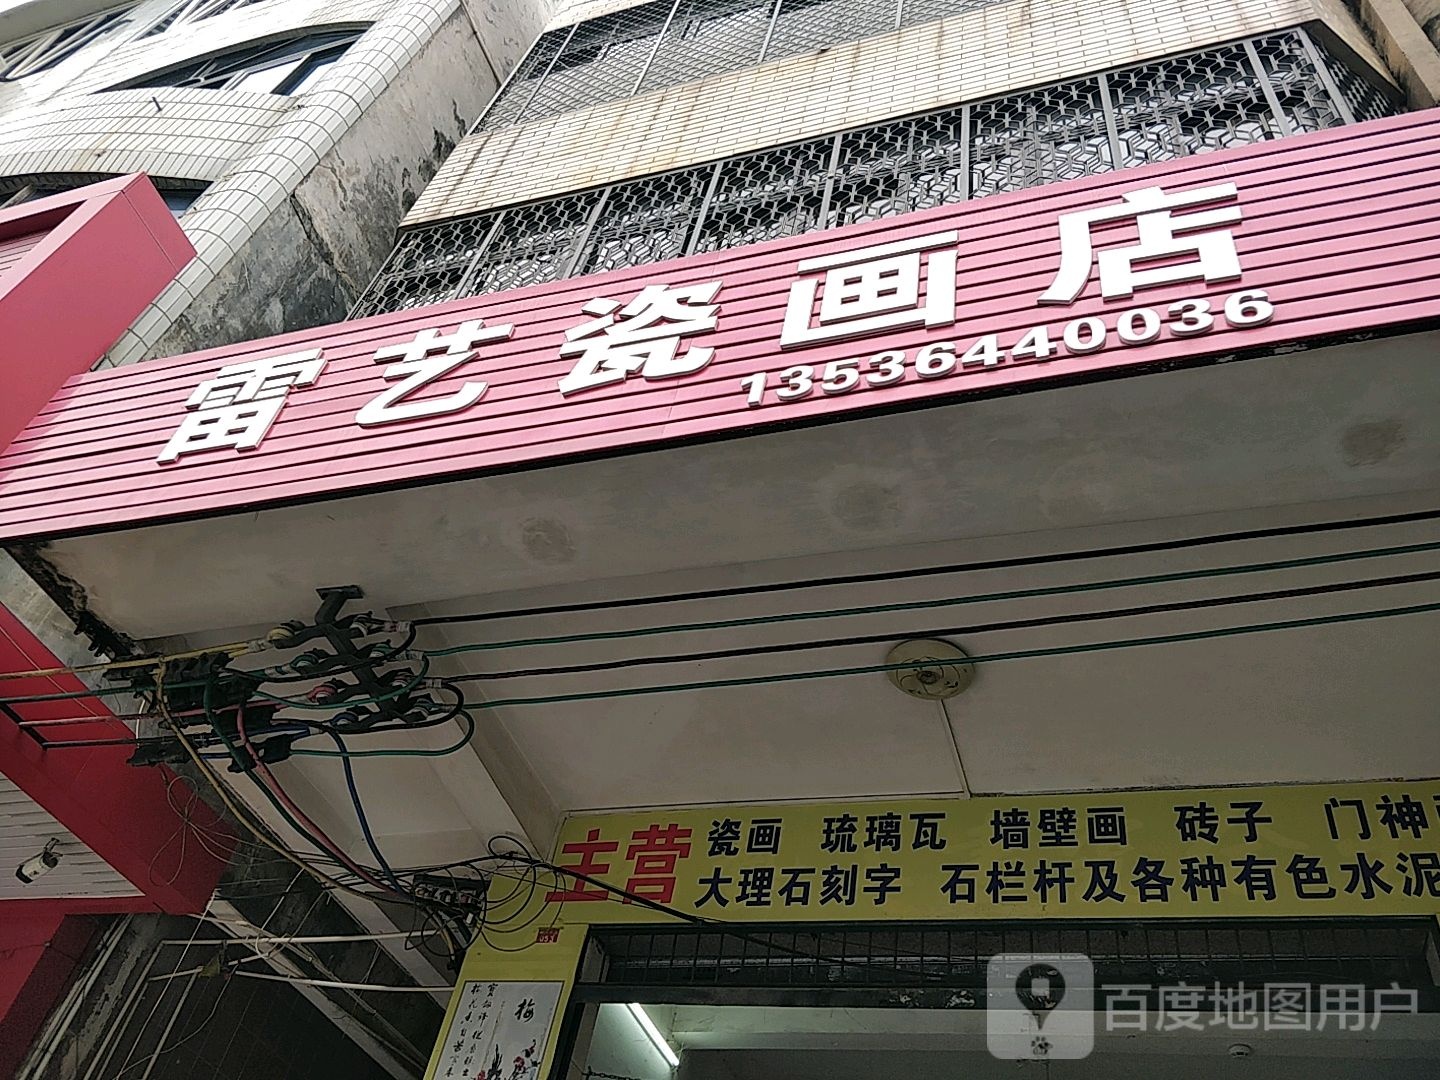 雷艺瓷画店
13536440036
主营 瓷画 琉璃瓦 墙壁画 砖子 门神画
大理石刻字 石栏杆及各种有色水泥
梅
百度地图用户